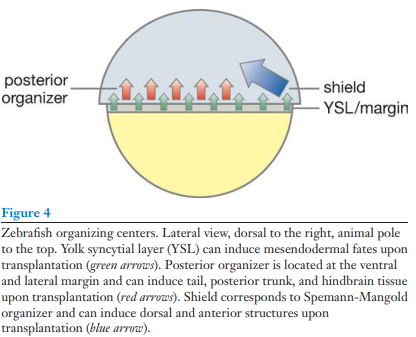 posterior
organizer
shield
YSL/margin
Figure 4
Zebrafish organizing centers. Lateral view, dorsal to the right, animal pole
to the top. Yolk syncytial layer (YSL) can induce mesendodermal fates upon
transplantation (green arrows). Posterior organizer is located at the ventral
and lateral margin and can induce tail, posterior trunk, and hindbrain tissue
upon transplantation (red arrows). Shield corresponds to Spemann-Mangold
organizer and can induce dorsal and anterior structures upon
transplantation (blue arrow).